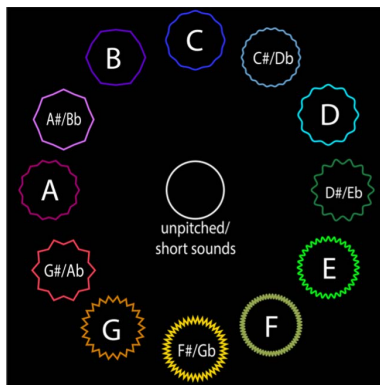 C
C#/Db
D
D#/Eb
E
F
F#/Gb
G
G#/Ab
A
A#/Bb
B
unpitched/
short sounds